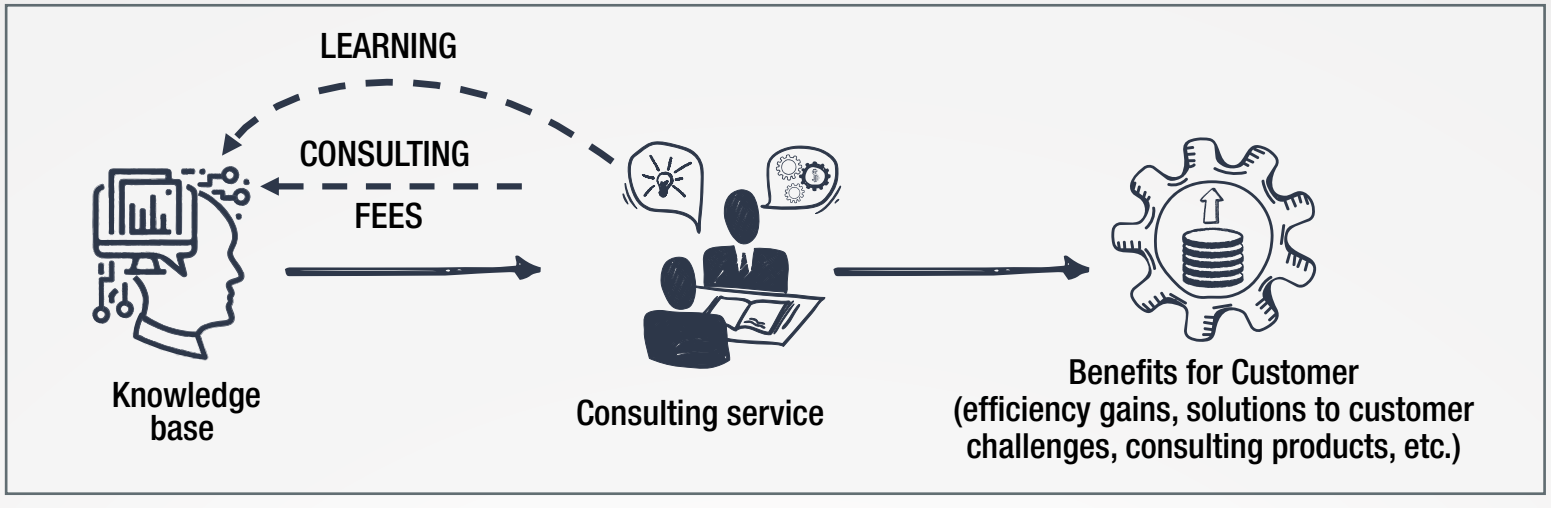 LEARNING
CONSULTING
FEES
Knowledge
base
Consulting service
Benefits for Customer
(efficiency gains, solutions to customer
challenges, consulting products, etc.)